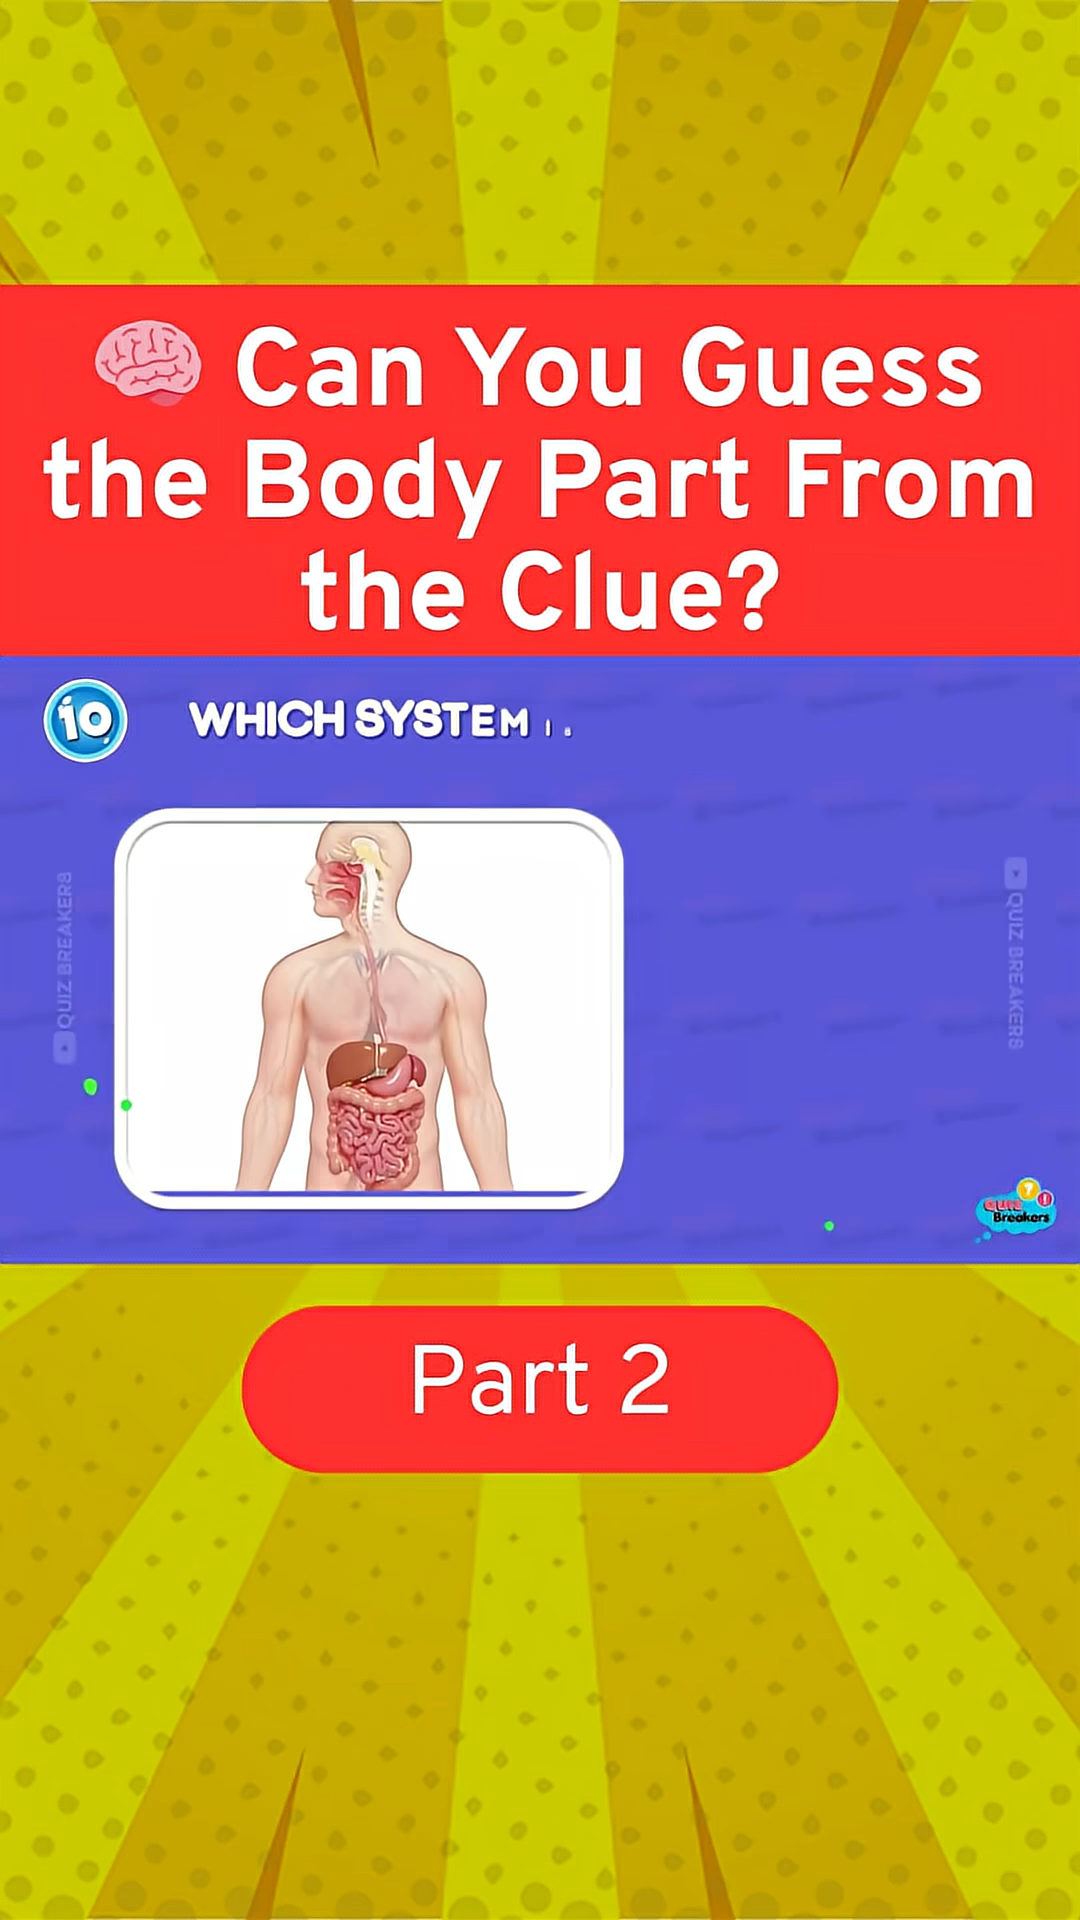 Can You Guess
the Body Part From
the Clue?
10
WHICH SYSTEM
QUIZ BREAKERS
QUIZ BREAKERS
QUIZ
Breakers
Part 2